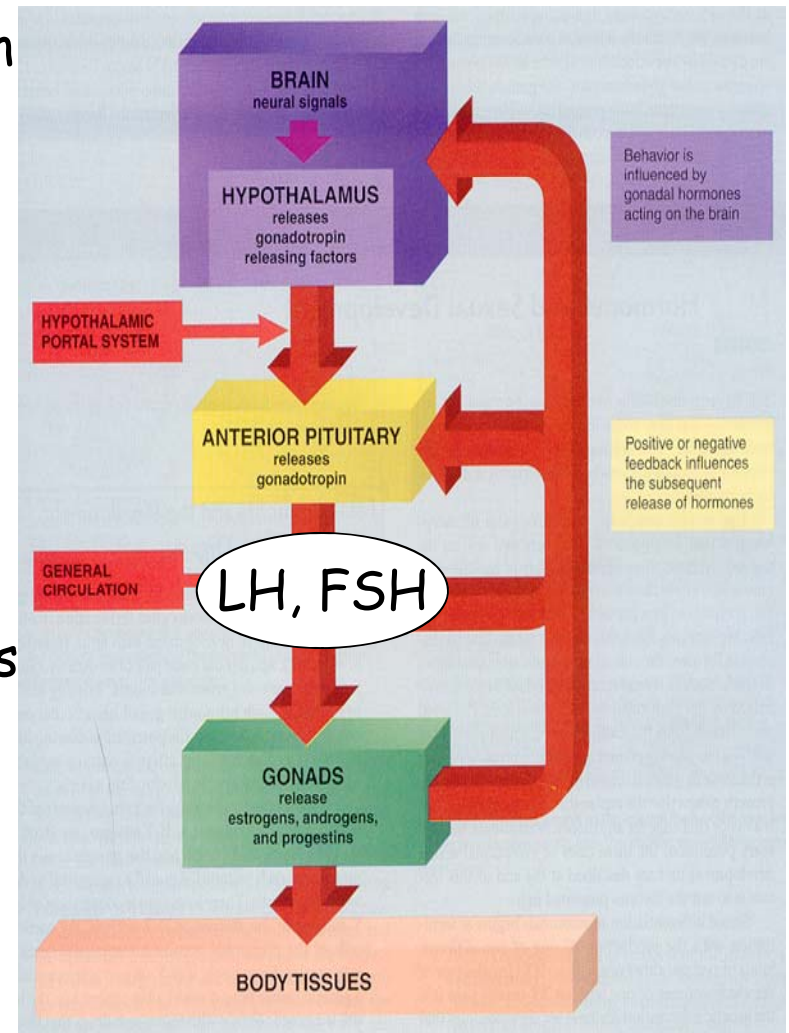 n
BRAIN
neural signals
HYPOTHALAMUS
releases
gonadotropin
releasing factors
Behavior is
influenced by
gonadal hormones
acting on the brain
HYPOTHALAMIC
PORTAL SYSTEM
ANTERIOR PITUITARY
releases
gonadotropin
Positive or negative
feedback influences
the subsequent
release of hormones
GENERAL
CIRCULATION
LH, FSH
s
GONADS
release
estrogens, androgens,
and progestins
BODY TISSUES